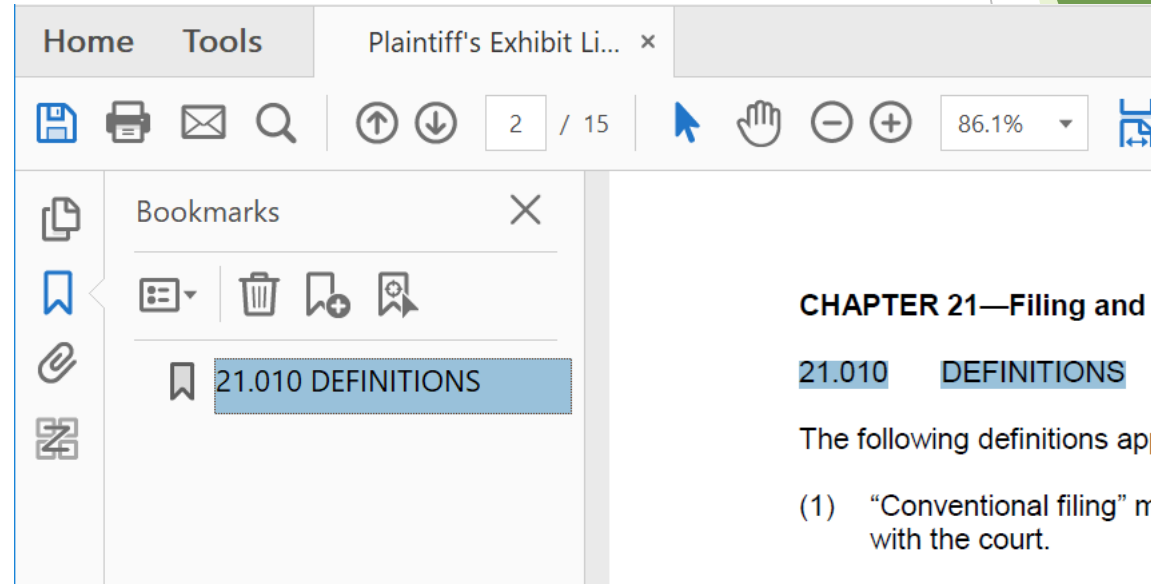 Home Tools Plaintiff's Exhibit Li... ×
2 / 15 86.1%
Bookmarks
21.010 DEFINITIONS
CHAPTER 21—Filing and
21.010 DEFINITIONS
The following definitions
(1) “Conventional filing”
with the court.